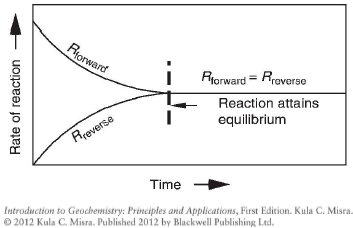 Rate of reaction
Rforward
Rreverse
Rforward = Rreverse
Reaction attains
equilibrium
Time
Introduction to Geochemistry: Principles and Applications, First Edition. Kula C. Misra.
© 2012 Kula C. Misra. Published 2012 by Blackwell Publishing Ltd.